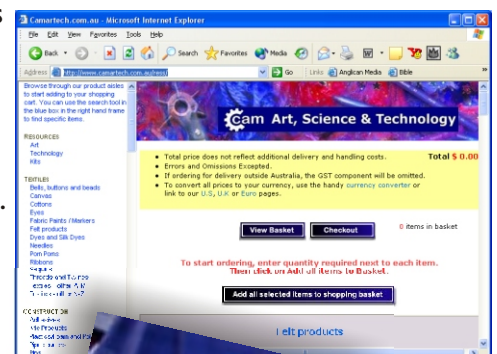 s
Camartech.com.au - Microsoft Internet Explorer
File Edit View Favorites Tools Help
Back Search Favorites Media
Address http://www.camartech.com.au/ress/ Go Links Anglican Media Bible
Browse through our product aisles
to start adding to your shopping
cart. You can use the search tool in
the blue box in the right hand frame
to find specific items.
RESOURCES
Art
Technology
Kits
TEXTILES
Bells, buttons and beads
Canvas
Cottons
Eyes
Fabric Paints / Markers
Felt products
Dyes and Silk Dyes
Needles
Pom Poms
Ribbons
CONSTRUCTION
Cam Art, Science & Technology
Total price does not reflect additional delivery and handling costs. Total $ 0.00
Errors and Omissions Excepted.
If ordering for delivery outside Australia, the GST component will be omitted.
To convert all prices to your currency, use the handy currency converter or
link to our U.S, U.K or Euro pages.
View Basket Checkout 0 items in basket
To start ordering, enter quantity required next to each item.
Then click on Add all items to Basket.
Add all selected items to shopping basket
Felt products